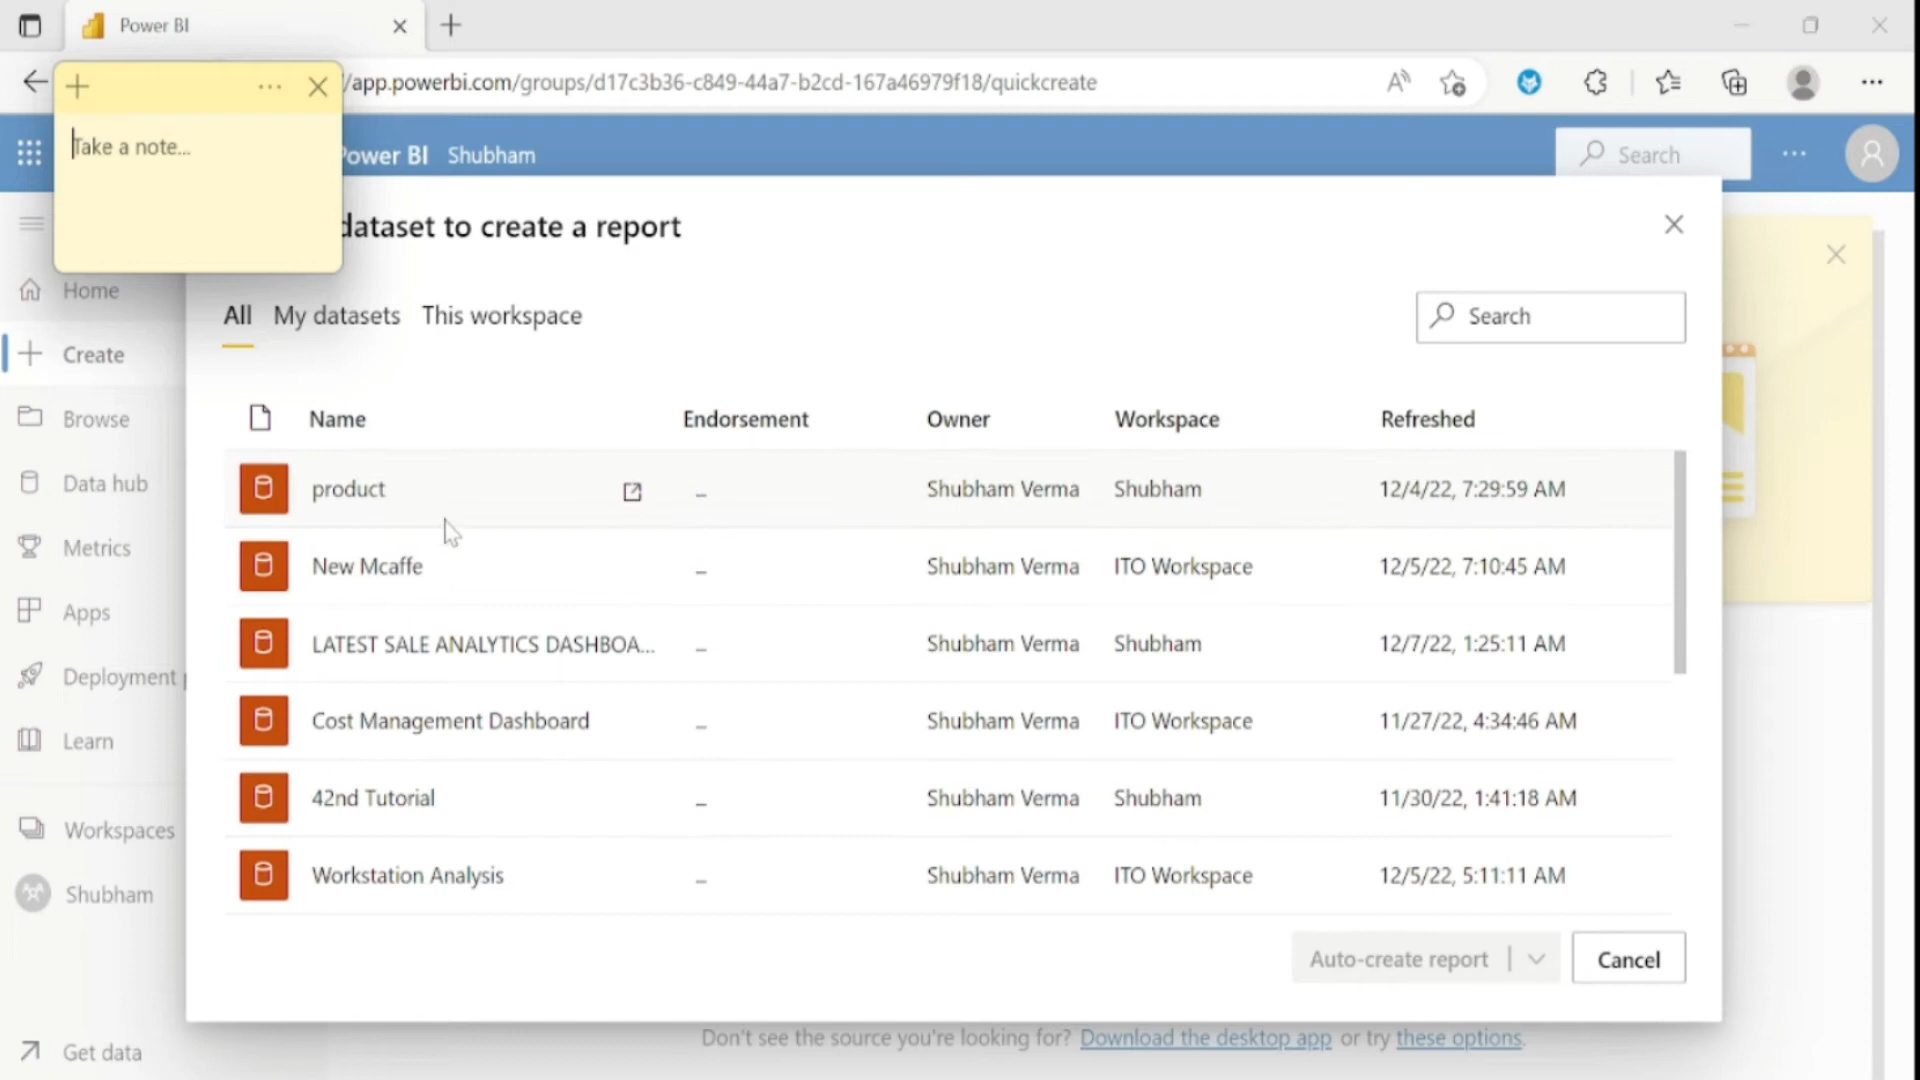 Power BI
/app.powerbi.com/groups/d17c3b36-c849-44a7-b2cd-167a46979f18/quickcreate
Take a note...
Power BI Shubham
Search
dataset to create a report
All My datasets This workspace
Search
Home
Create
Browse
Data hub
Metrics
Apps
Deployment
Learn
Workspaces
Shubham
Get data
Name Endorsement Owner Workspace Refreshed
product – Shubham Verma Shubham 12/4/22, 7:29:59 AM
New Mcaffe – Shubham Verma ITO Workspace 12/5/22, 7:10:45 AM
LATEST SALE ANALYTICS DASHBOA... – Shubham Verma Shubham 12/7/22, 1:25:11 AM
Cost Management Dashboard – Shubham Verma ITO Workspace 11/27/22, 4:34:46 AM
42nd Tutorial – Shubham Verma Shubham 11/30/22, 1:41:18 AM
Workstation Analysis – Shubham Verma ITO Workspace 12/5/22, 5:11:11 AM
Auto-create report Cancel
Don't see the source you're looking for? Download the desktop app or try these options.